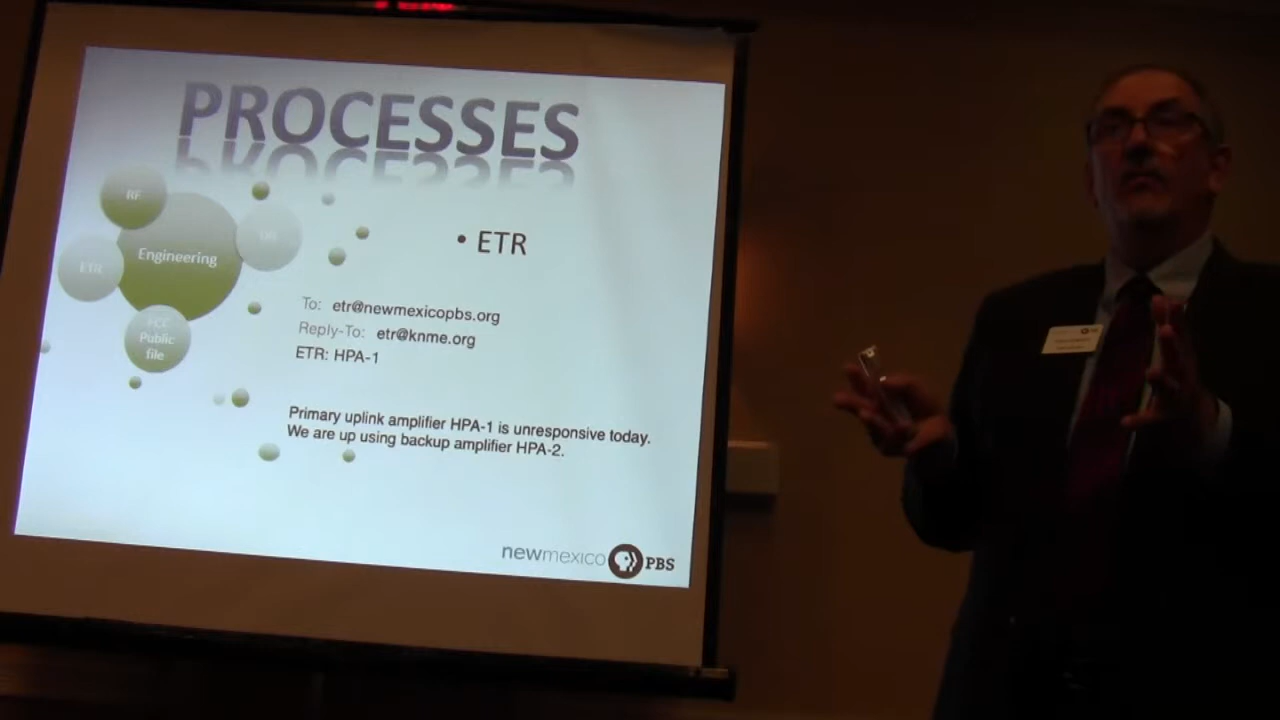 PROCESSES
RF
Engineering
ETR
FCC
Public
file
• ETR
To: etr@newmexicopbs.org
Reply-To: etr@knme.org
ETR: HPA-1
Primary uplink amplifier HPA-1 is unresponsive today.
We are up using backup amplifier HPA-2.
newmexico PBS